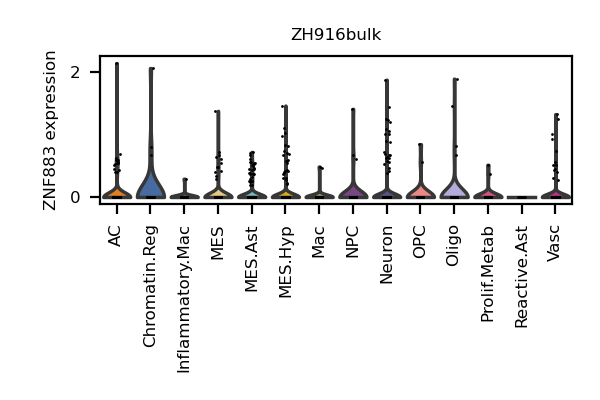 ZH916bulk
ZNF883 expression
2
0
AC
Chromatin.Reg
Inflammatory.Mac
MES
MES.Ast
MES.Hyp
Mac
NPC
Neuron
OPC
Oligo
Prolif.Metab
Reactive.Ast
Vasc